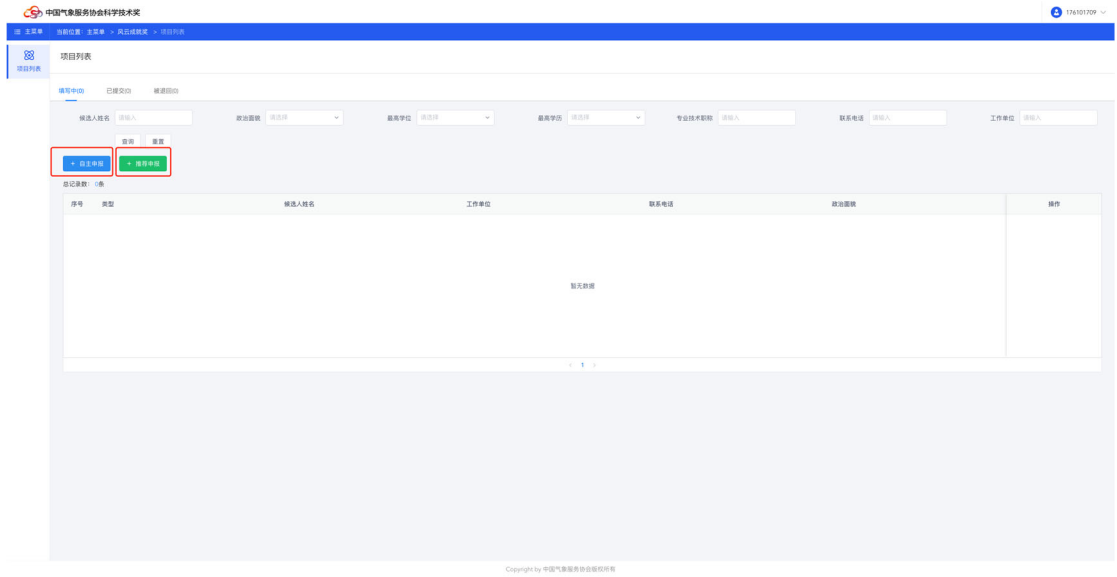 中国气象服务协会科学技术奖
176101709
主菜单 当前位置: 主菜单 > 风云成就奖 > 项目列表
项目列表
项目列表
填写中(0) 已提交(0) 被退回(0)
候选人姓名 请输入 政治面貌 请选择 最高学位 请选择 最高学历 请选择 专业技术职称 请输入 联系电话 请输入 工作单位 请输入
查询 重置
+ 自主申报 + 推荐申报
总记录数: 0条
序号 类型 候选人姓名 工作单位 联系电话 政治面貌 操作
暂无数据
< 1 >
Copyright by 中国气象服务协会版权所有